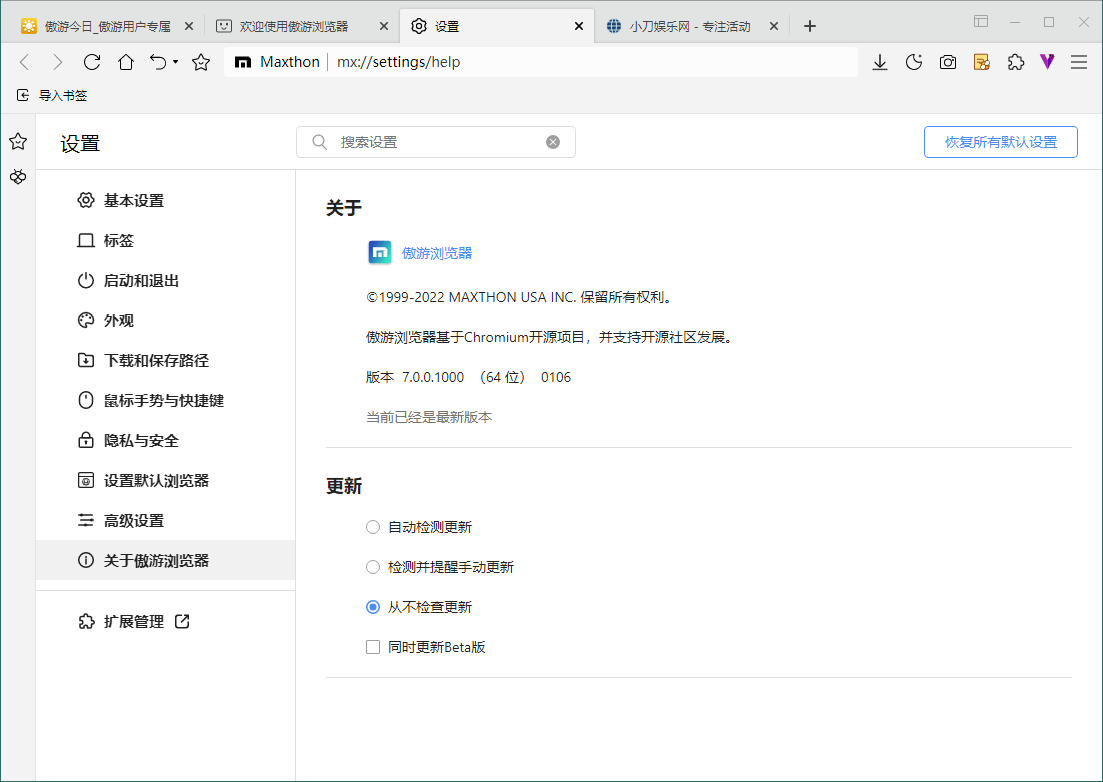 傲游今日_傲游用户专属
欢迎使用傲游浏览器
设置
小刀娱乐网 - 专注活动
Maxthon
mx://settings/help
导入书签
设置
搜索设置
恢复所有默认设置
基本设置
标签
启动和退出
外观
下载和保存路径
鼠标手势与快捷键
隐私与安全
设置默认浏览器
高级设置
关于傲游浏览器
扩展管理
关于
傲游浏览器
©1999-2022 MAXTHON USA INC. 保留所有权利。
傲游浏览器基于Chromium开源项目，并支持开源社区发展。
版本 7.0.0.1000 （64 位） 0106
当前已经是最新版本
更新
自动检测更新
检测并提醒手动更新
从不检查更新
同时更新Beta版